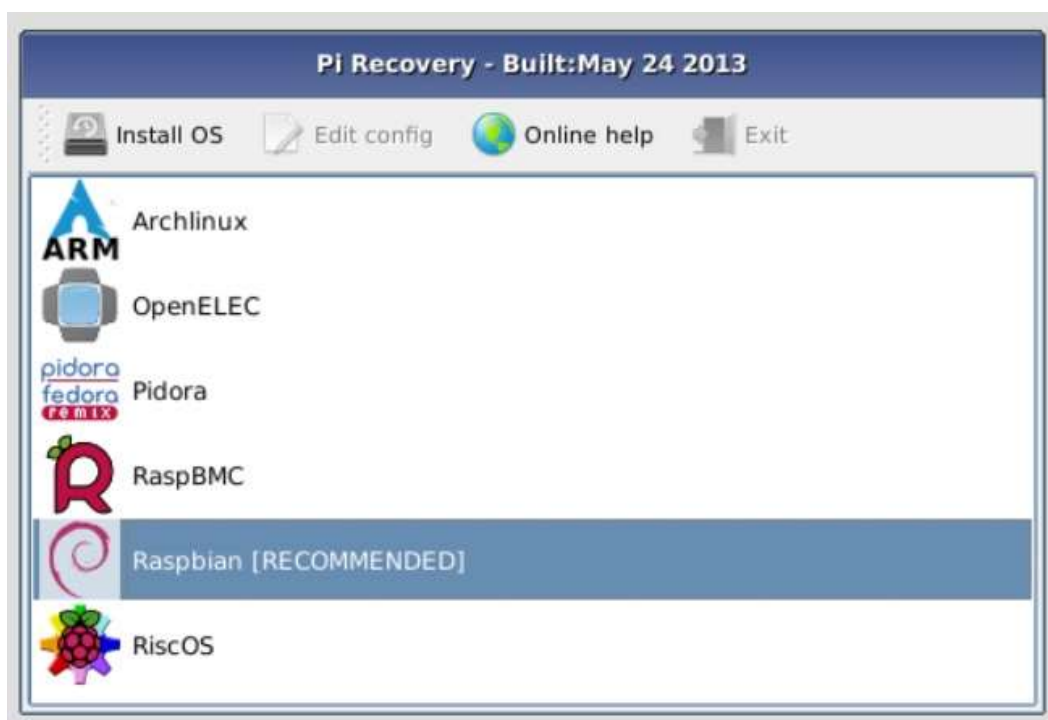 Pi Recovery - Built:May 24 2013
Install OS Edit config Online help Exit
ARM Archlinux
OpenELEC
pidora
fedora
remix
Pidora
RaspBMC
Raspbian [RECOMMENDED]
RiscOS